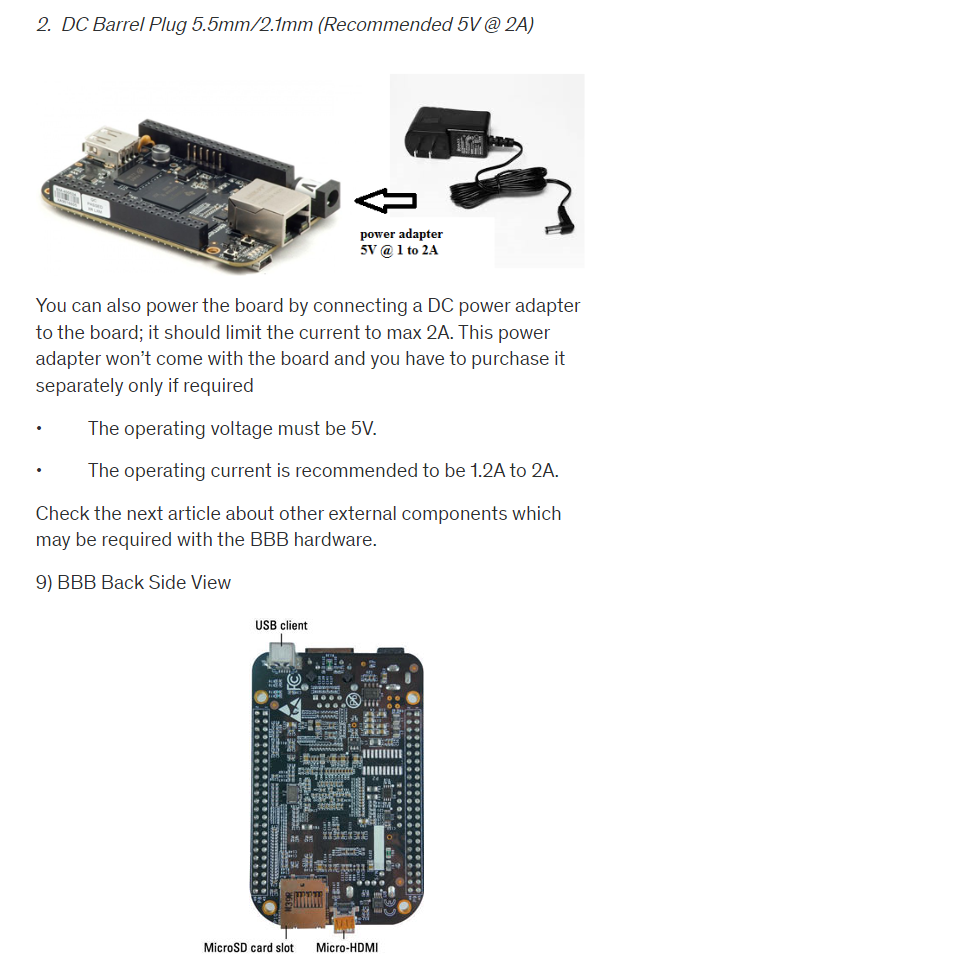 2. DC Barrel Plug 5.5mm/2.1mm (Recommended 5V @ 2A)
power adapter
5V @ 1 to 2A
You can also power the board by connecting a DC power adapter
to the board; it should limit the current to max 2A. This power
adapter won’t come with the board and you have to purchase it
separately only if required
• The operating voltage must be 5V.
• The operating current is recommended to be 1.2A to 2A.
Check the next article about other external components which
may be required with the BBB hardware.
9) BBB Back Side View
USB client
MicroSD card slot Micro-HDMI